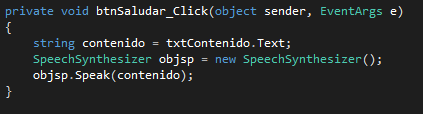 private void btnSaludar_Click(object sender, EventArgs e)
{
    string contenido = txtContenido.Text;
    SpeechSynthesizer objsp = new SpeechSynthesizer();
    objsp.Speak(contenido);
}